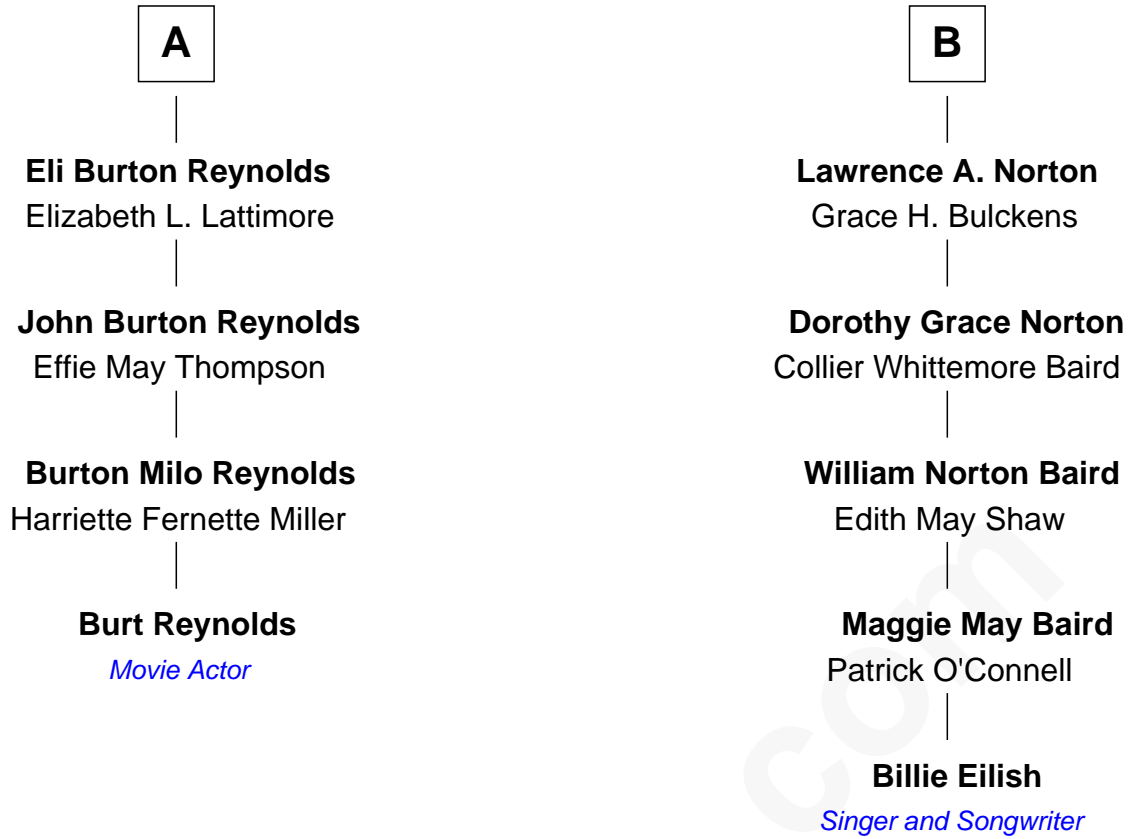 A
Eli Burton Reynolds
Elizabeth L. Lattimore
John Burton Reynolds
Effie May Thompson
Burton Milo Reynolds
Harriette Fernette Miller
Burt Reynolds
Movie Actor
B
Lawrence A. Norton
Grace H. Bulckens
Dorothy Grace Norton
Collier Whittemore Baird
William Norton Baird
Edith May Shaw
Maggie May Baird
Patrick O'Connell
Billie Eilish
Singer and Songwriter
com